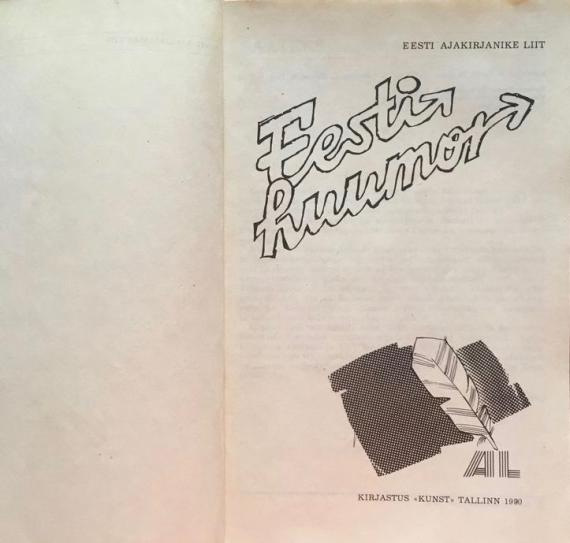 EESTI AJAKIRJANIKE LIIT
Eesti
huumor
AL
KIRJASTUS «KUNST» TALLINN 1990